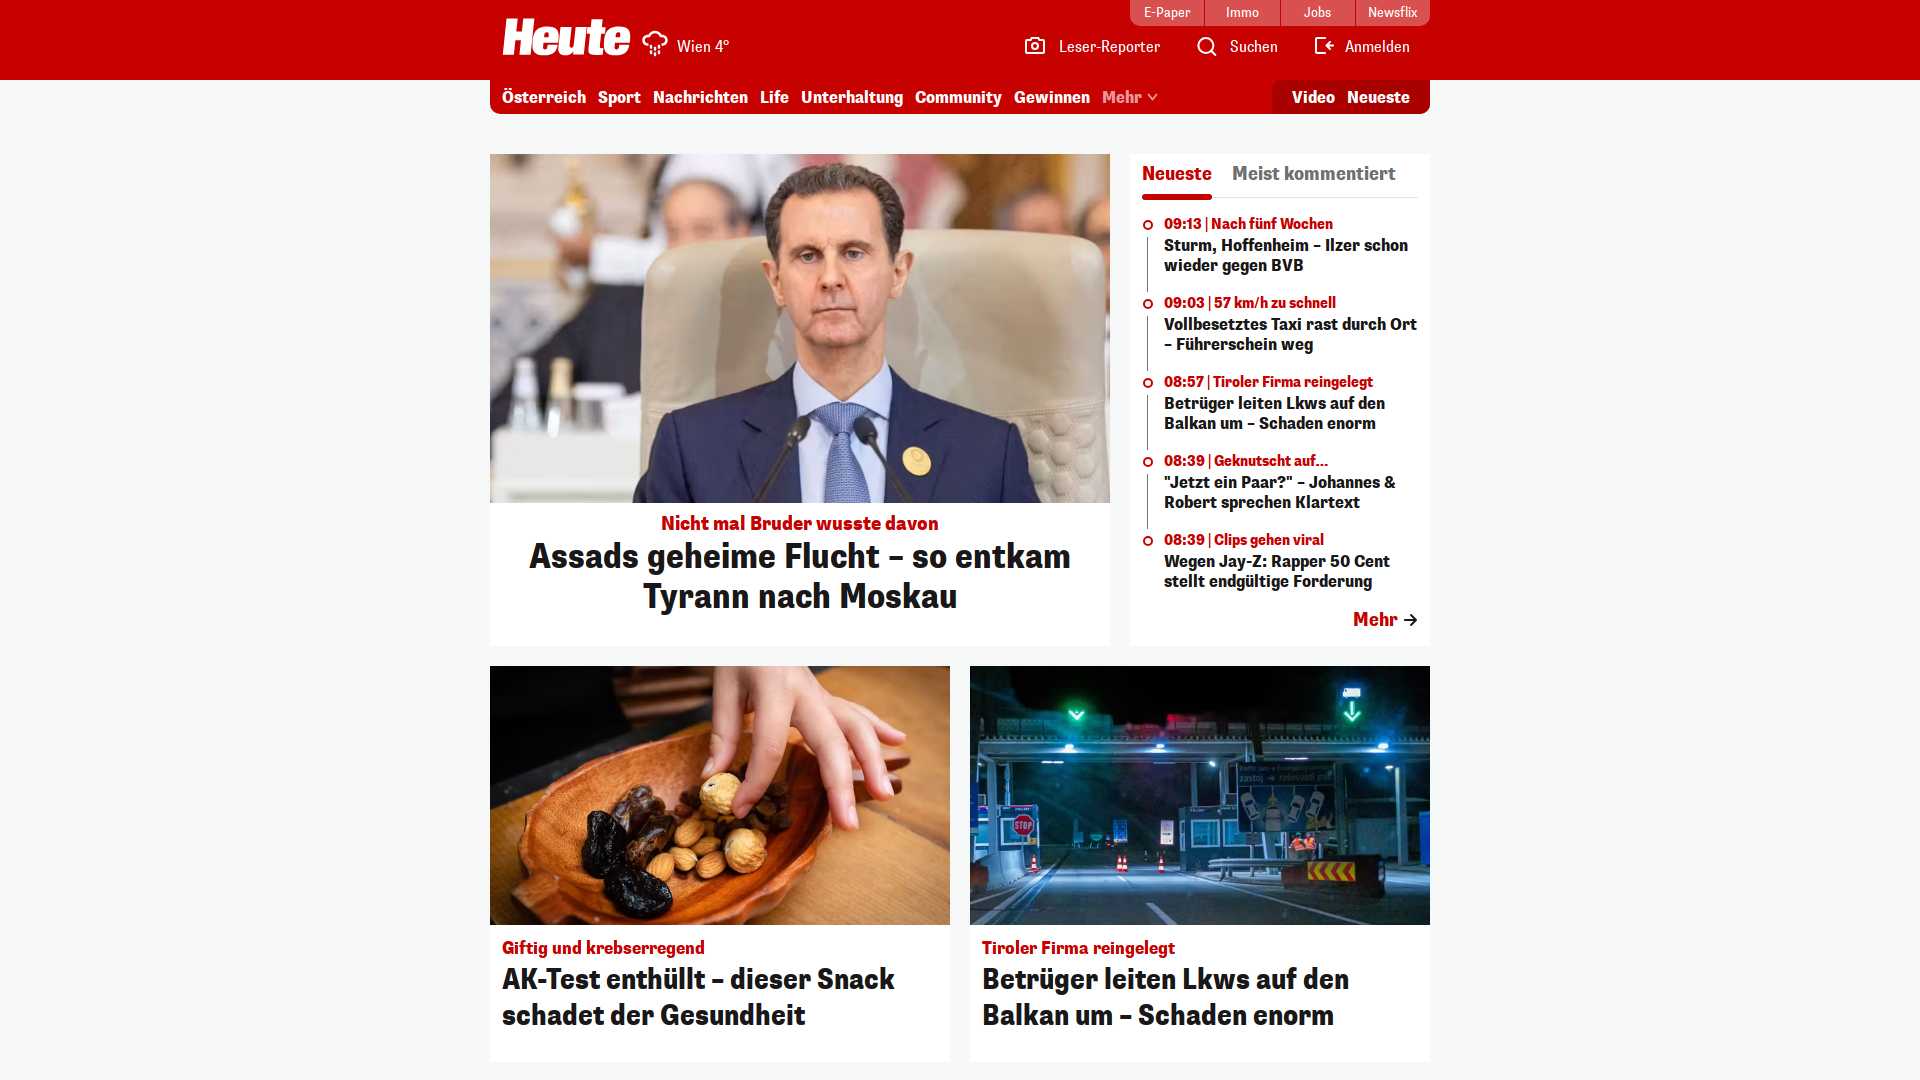 E-Paper
Immo
Jobs
Newsflix
Heute
Wien 4°
Leser-Reporter
Suchen
Anmelden
Österreich
Sport
Nachrichten
Life
Unterhaltung
Community
Gewinnen
Mehr
Video
Neueste
Nicht mal Bruder wusste davon
Assads geheime Flucht – so entkam
Tyrann nach Moskau
Neueste
Meist kommentiert
09:13 | Nach fünf Wochen
Sturm, Hoffenheim – Ilzer schon
wieder gegen BVB
09:03 | 57 km/h zu schnell
Vollbesetztes Taxi rast durch Ort
– Führerschein weg
08:57 | Tiroler Firma reingelegt
Betrüger leiten Lkws auf den
Balkan um – Schaden enorm
08:39 | Geknutscht auf...
"Jetzt ein Paar?" – Johannes &
Robert sprechen Klartext
08:39 | Clips gehen viral
Wegen Jay-Z: Rapper 50 Cent
stellt endgültige Forderung
Mehr
Giftig und krebserregend
AK-Test enthüllt – dieser Snack
schadet der Gesundheit
STOP
Tiroler Firma reingelegt
Betrüger leiten Lkws auf den
Balkan um – Schaden enorm